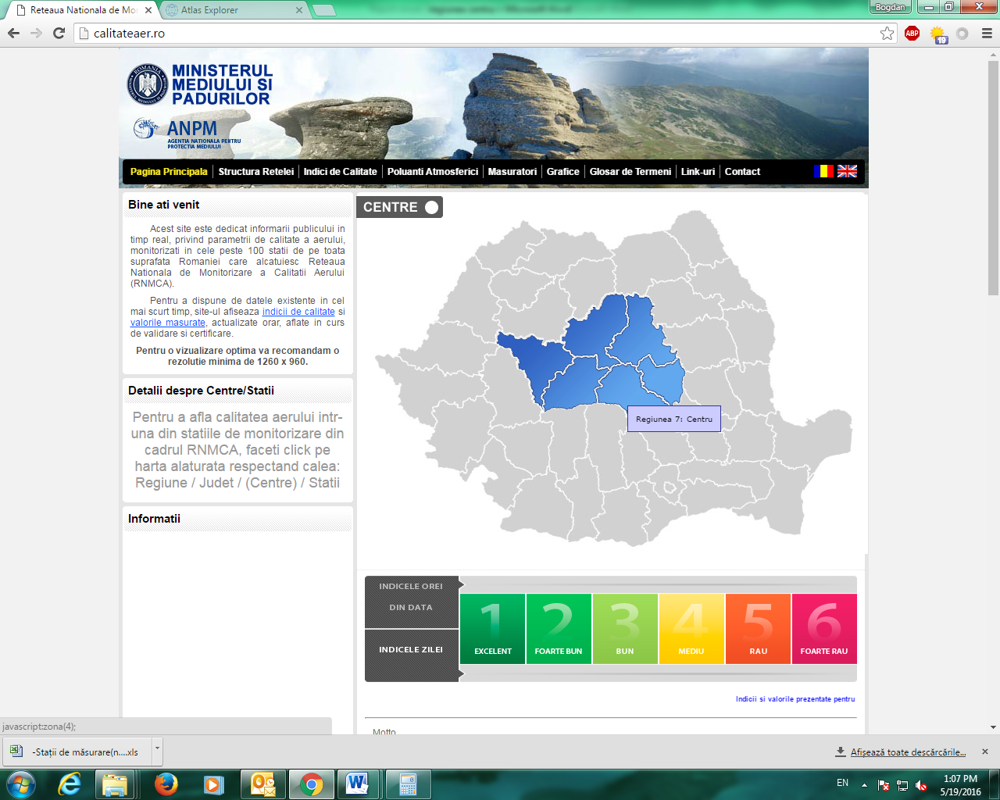 Reteaua Nationala de Mo
Atlas Explorer
Bogdan
calitateaer.ro
ABP
19
ROMANIA
MINISTERUL
MEDIULUI SI
PADURILOR
ANPM
AGENTIA NATIONALA PENTRU
PROTECTIA MEDIULUI
Pagina Principala
Structura Retelei
Indici de Calitate
Poluanti Atmosferici
Masuratori
Grafice
Glosar de Termeni
Link-uri
Contact
Bine ati venit
Acest site este dedicat informarii publicului in
timp real, privind parametrii de calitate a aerului,
monitorizati in cele peste 100 statii de pe toata
suprafata Romaniei care alcatuiesc Reteaua
Nationala de Monitorizare a Calitatii Aerului
(RNMCA).
Pentru a dispune de datele existente in cel
mai scurt timp, site-ul afiseaza indicii de calitate si
valorile masurate, actualizate orar, aflate in curs
de validare si certificare.
Pentru o vizualizare optima va recomandam o
rezolutie minima de 1260 x 960.
Detalii despre Centre/Statii
Pentru a afla calitatea aerului intr-
una din statiile de monitorizare din
cadrul RNMCA, faceti click pe
harta alaturata respectand calea:
Regiune / Judet / (Centre) / Statii
Informatii
CENTRE
Regiunea 7: Centru
INDICELE OREI
DIN DATA
INDICELE ZILEI
1
EXCELENT
2
FOARTE BUN
3
BUN
4
MEDIU
5
RAU
6
FOARTE RAU
Indicii si valorile prezentate pentru
Motto
javascript:zona(4);
-Stații de măsurare(n....xls
Afișează toate descărcările...
EN
1:07 PM
5/19/2016